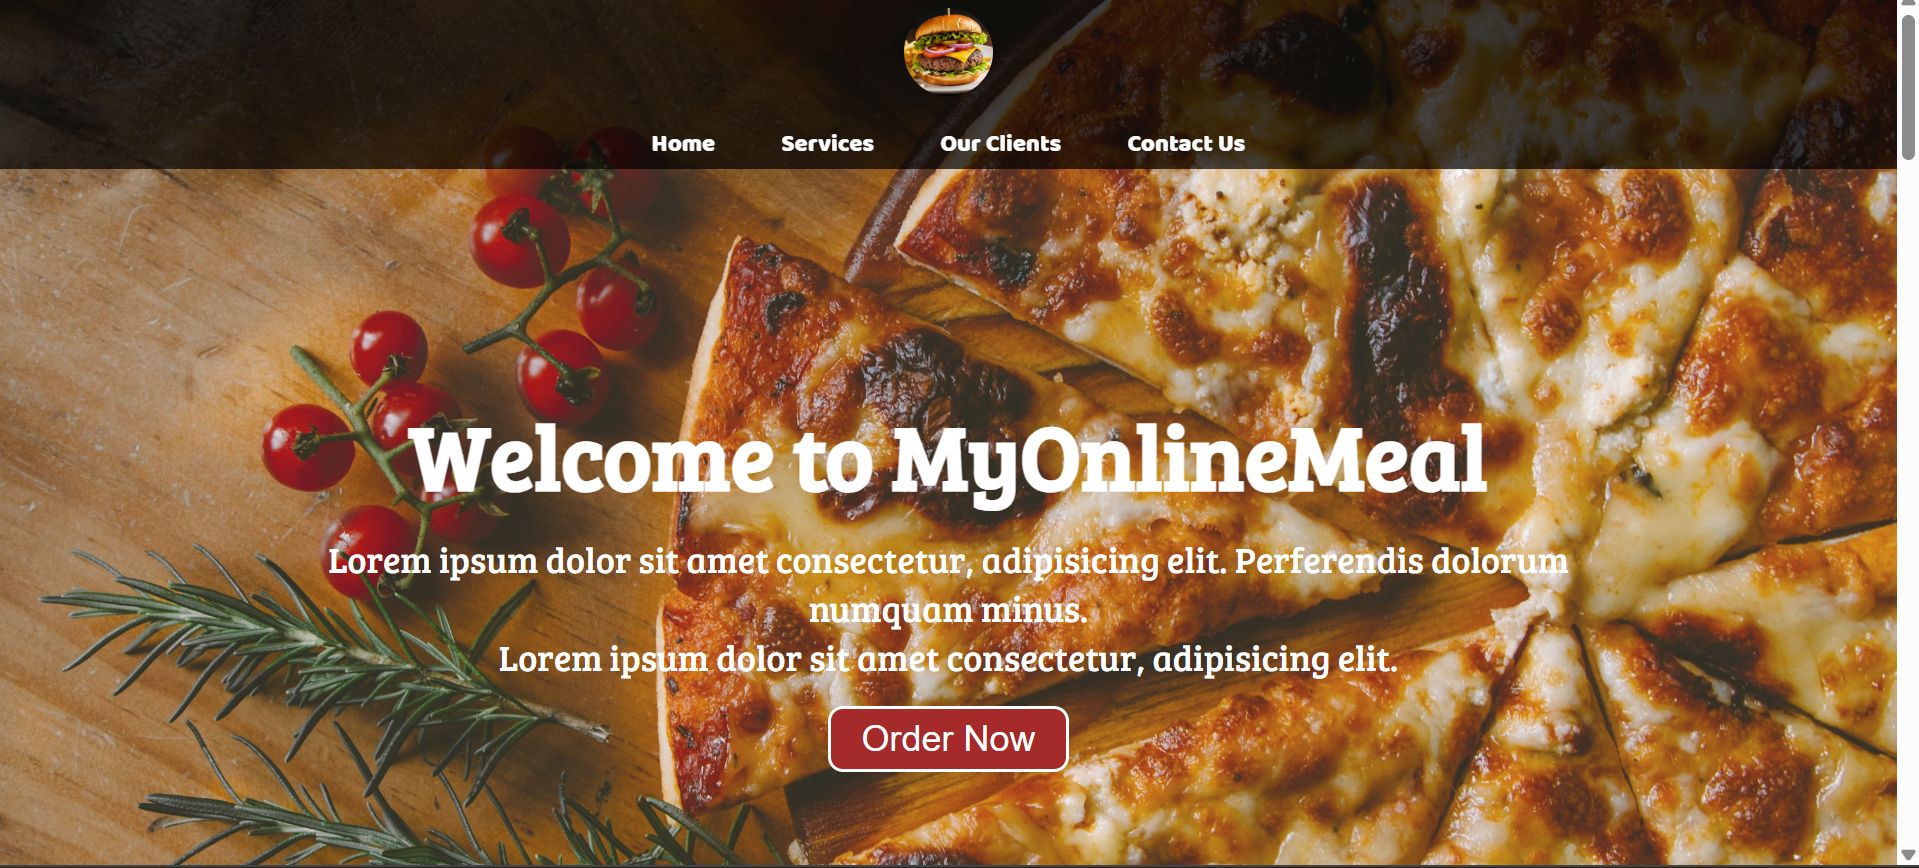 Home Services Our Clients Contact Us
Welcome to MyOnlineMeal
Lorem ipsum dolor sit amet consectetur, adipisicing elit. Perferendis dolorum
numquam minus.
Lorem ipsum dolor sit amet consectetur, adipisicing elit.
Order Now